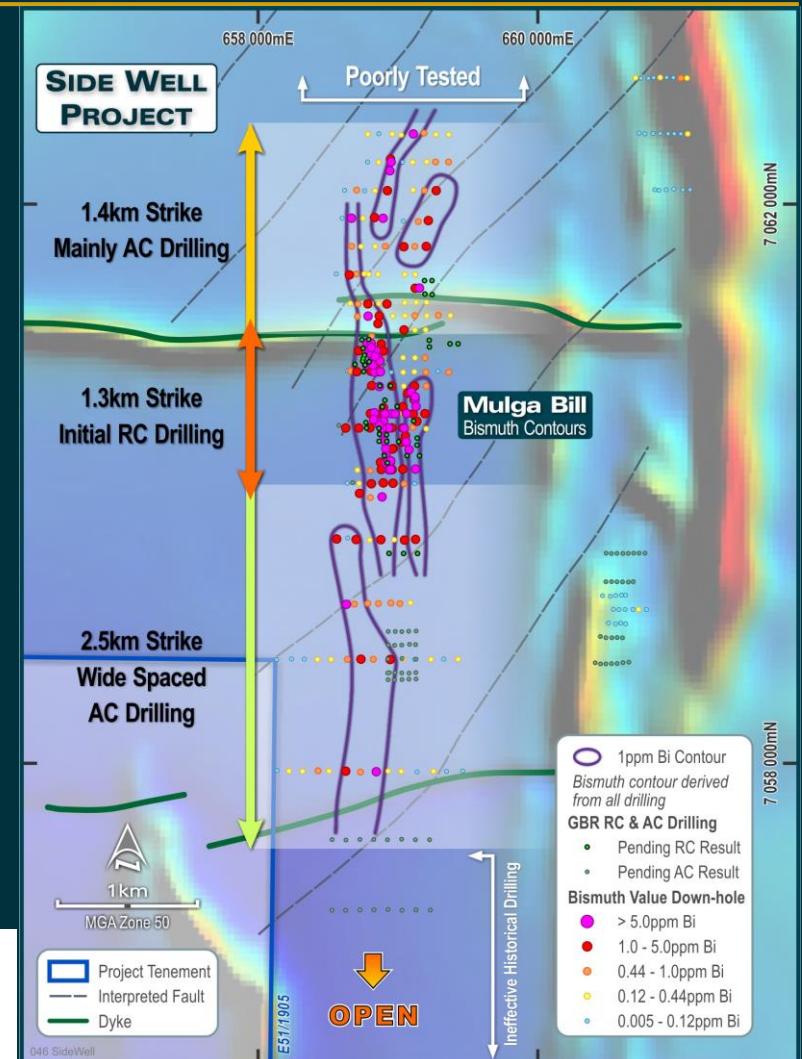 658 000mE
660 000mE
SIDE WELL
PROJECT
Poorly Tested
7 062 000mN
1.4km Strike
Mainly AC Drilling
1.3km Strike
Initial RC Drilling
Mulga Bill
Bismuth Contours
2.5km Strike
Wide Spaced
AC Drilling
7 058 000mN
1ppm Bi Contour
Bismuth contour derived
from all drilling
GBR RC & AC Drilling
Pending RC Result
Pending AC Result
Bismuth Value Down-hole
> 5.0ppm Bi
1.0 - 5.0ppm Bi
0.44 - 1.0ppm Bi
0.12 - 0.44ppm Bi
0.005 - 0.12ppm Bi
N
1km
MGA Zone 50
Project Tenement
Interpreted Fault
Dyke
E51/1905
OPEN
Ineffective Historical Drilling
046 SideWell